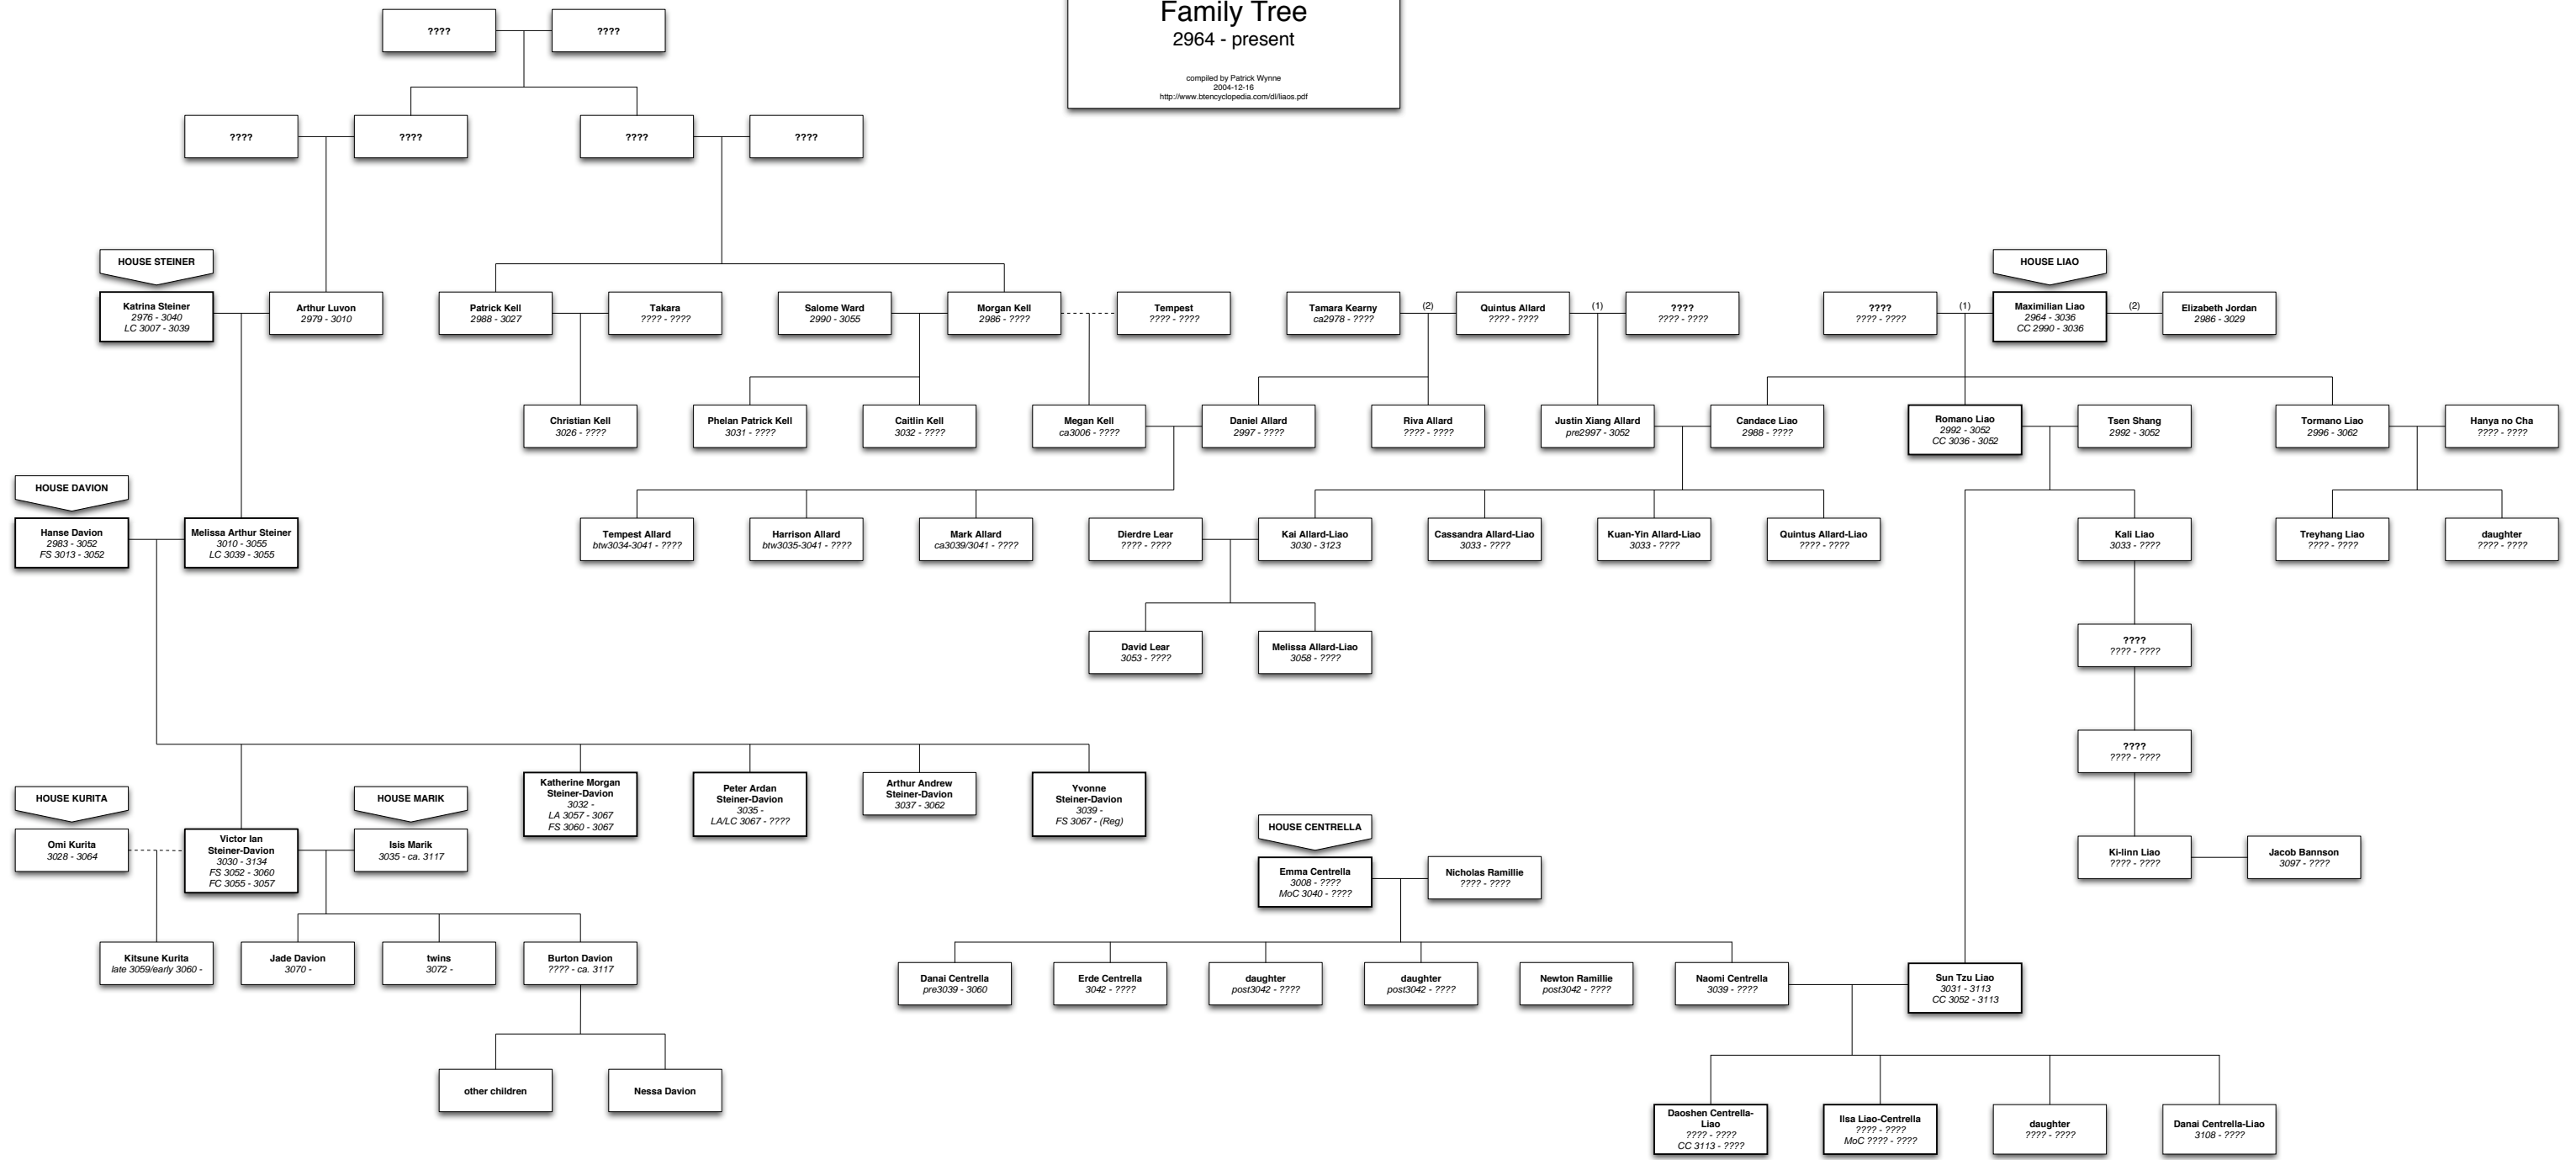 Family Tree
2964 - present
compiled by Patrick Wynne
2004-12-16
http://www.btencyclopedia.com/dl/liaos.pdf
????
????
????
????
????
????
HOUSE STEINER
HOUSE LIAO
Katrina Steiner
2976 - 3040
LC 3007 - 3039
Arthur Luvon
2979 - 3010
Patrick Kell
2988 - 3027
Takara
???? - ????
Salome Ward
2990 - 3055
Morgan Kell
2986 - ????
Tempest
???? - ????
Tamara Kearny
ca2978 - ????
(2)
Quintus Allard
???? - ????
(1)
????
???? - ????
????
???? - ????
(1)
Maximilian Liao
2964 - 3036
CC 2990 - 3036
(2)
Elizabeth Jordan
2986 - 3029
Christian Kell
3026 - ????
Phelan Patrick Kell
3031 - ????
Caitlin Kell
3032 - ????
Megan Kell
ca3006 - ????
Daniel Allard
2997 - ????
Riva Allard
???? - ????
Justin Xiang Allard
pre2997 - 3052
Candace Liao
2988 - ????
Romano Liao
2992 - 3052
CC 3036 - 3052
Tsen Shang
2992 - 3052
Tormano Liao
2996 - 3062
Hanya no Cha
???? - ????
HOUSE DAVION
Hanse Davion
2983 - 3052
FS 3013 - 3052
Melissa Arthur Steiner
3010 - 3055
LC 3039 - 3055
Tempest Allard
btw3034-3041 - ????
Harrison Allard
btw3035-3041 - ????
Mark Allard
ca3039/3041 - ????
Dierdre Lear
???? - ????
Kai Allard-Liao
3030 - 3123
Cassandra Allard-Liao
3033 - ????
Kuan-Yin Allard-Liao
3033 - ????
Quintus Allard-Liao
???? - ????
Kali Liao
3033 - ????
Treyhang Liao
???? - ????
daughter
???? - ????
David Lear
3053 - ????
Melissa Allard-Liao
3058 - ????
????
???? - ????
????
???? - ????
Katherine Morgan
Steiner-Davion
3032 -
LA 3057 - 3067
FS 3060 - 3067
Peter Ardan
Steiner-Davion
3035 -
LA/LC 3067 - ????
Arthur Andrew
Steiner-Davion
3037 - 3062
Yvonne
Steiner-Davion
3039 -
FS 3067 - (Reg)
HOUSE KURITA
HOUSE MARIK
HOUSE CENTRELLA
Omi Kurita
3028 - 3064
Victor Ian
Steiner-Davion
3030 - 3134
FS 3052 - 3060
FC 3055 - 3057
Isis Marik
3035 - ca. 3117
Emma Centrella
3008 - ????
MoC 3040 - ????
Nicholas Ramillie
???? - ????
Ki-linn Liao
???? - ????
Jacob Bannson
3097 - ????
Kitsune Kurita
late 3059/early 3060 -
Jade Davion
3070 -
twins
3072 -
Burton Davion
???? - ca. 3117
Danai Centrella
pre3039 - 3060
Erde Centrella
3042 - ????
daughter
post3042 - ????
daughter
post3042 - ????
Newton Ramillie
post3042 - ????
Naomi Centrella
3039 - ????
Sun Tzu Liao
3031 - 3113
CC 3052 - 3113
other children
Nessa Davion
Daoshen Centrella-
Liao
???? - ????
CC 3113 - ????
Ilsa Liao-Centrella
???? - ????
MoC ???? - ????
daughter
???? - ????
Danai Centrella-Liao
3108 - ????